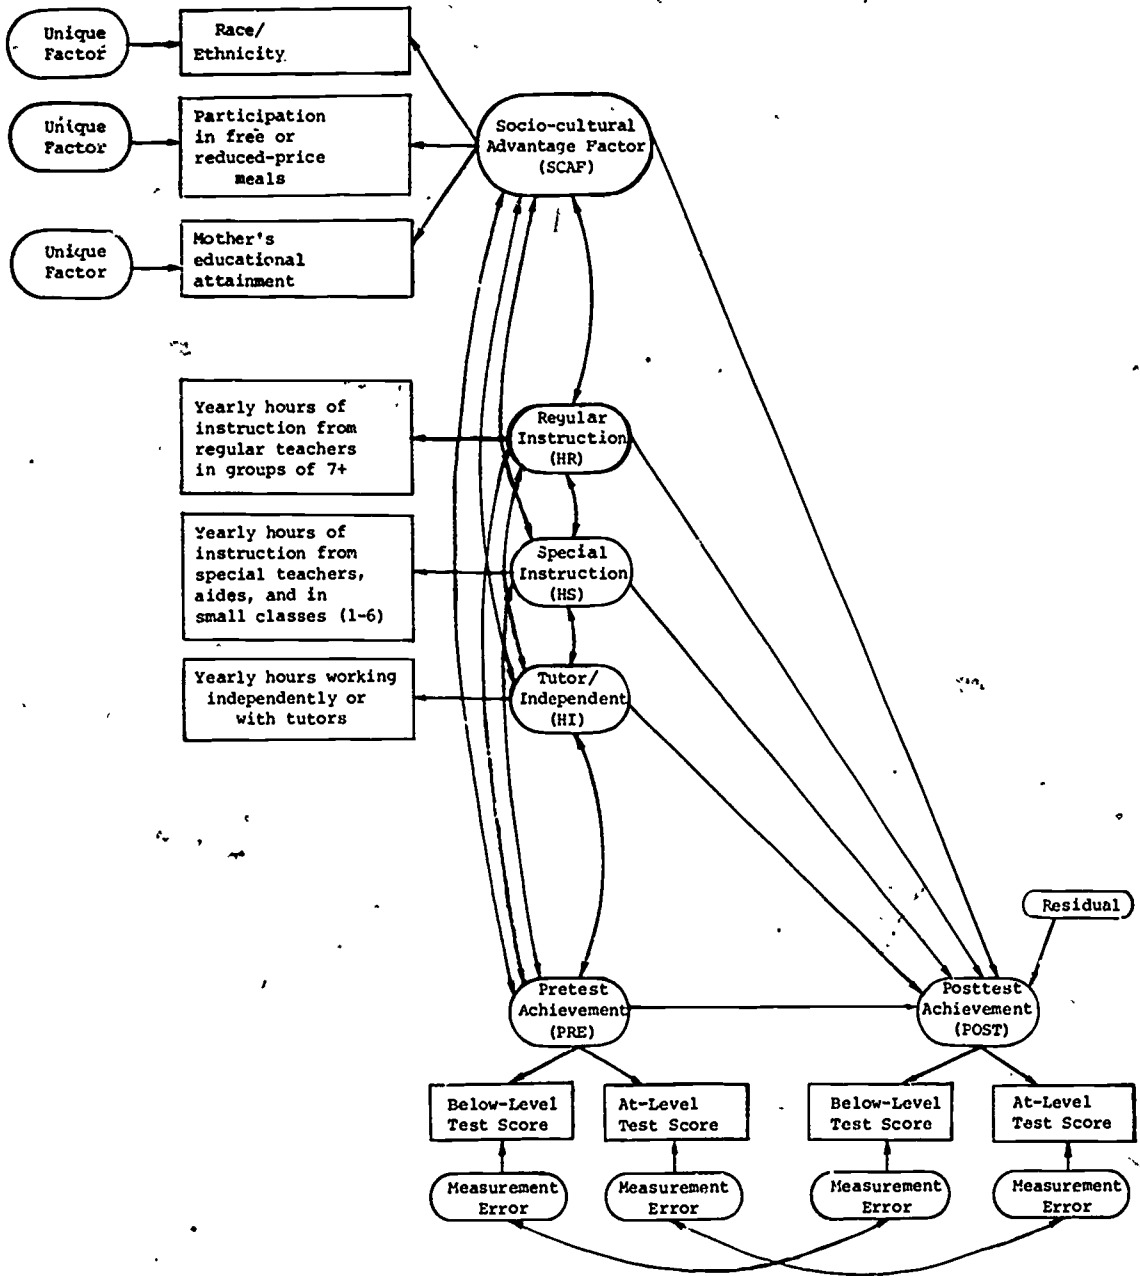 Unique
Factor
Race/
Ethnicity
Unique
Factor
Participation
in free or
reduced-price
meals
Socio-cultural
Advantage Factor
(SCAF)
Unique
Factor
Mother's
educational
attainment
Yearly hours of
instruction from
regular teachers
in groups of 7+
Regular
Instruction
(HR)
Yearly hours of
instruction from
special teachers,
aides, and in
small classes (1-6)
Special
Instruction
(HS)
Yearly hours working
independently or
with tutors
Tutor/
Independent
(HI)
Residual
Pretest
Achievement
(PRE)
Posttest
Achievement
(POST)
Below-Level
Test Score
At-Level
Test Score
Below-Level
Test Score
At-Level
Test Score
Measurement
Error
Measurement
Error
Measurement
Error
Measurement
Error